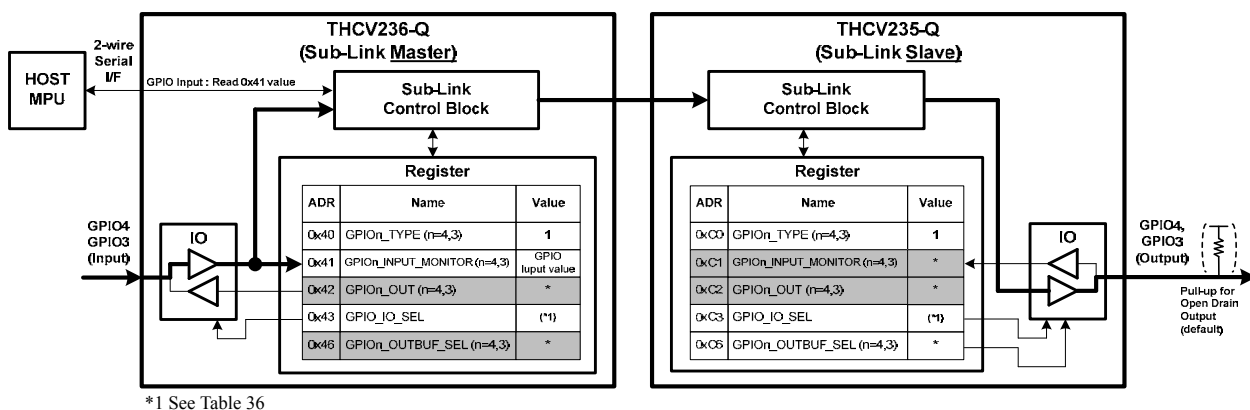 THCV236-Q
(Sub-Link Master)
THCV235-Q
(Sub-Link Slave)
2-wire
Serial
I/F
HOST
MPU
GPIO Input : Read 0x41 value
Sub-Link
Control Block
Sub-Link
Control Block
Register
ADR Name Value
0x40 GPIOn_TYPE (n=4,3) 1
0x41 GPIOn_INPUT_MONITOR (n=4,3) GPIO Iuput value
0x42 GPIOn_OUT (n=4,3) *
0x43 GPIO_IO_SEL (*1)
0x46 GPIOn_OUTBUF_SEL (n=4,3) *
GPIO4
GPIO3
(Input)
IO
Register
ADR Name Value
0xC0 GPIOn_TYPE (n=4,3) 1
0xC1 GPIOn_INPUT_MONITOR (n=4,3) *
0xC2 GPIOn_OUT (n=4,3) *
0xC3 GPIO_IO_SEL (*1)
0xC6 GPIOn_OUTBUF_SEL (n=4,3) *
IO
GPIO4,
GPIO3
(Output)
Pull-up for
Open Drain
Output
(default)
*1 See Table 36